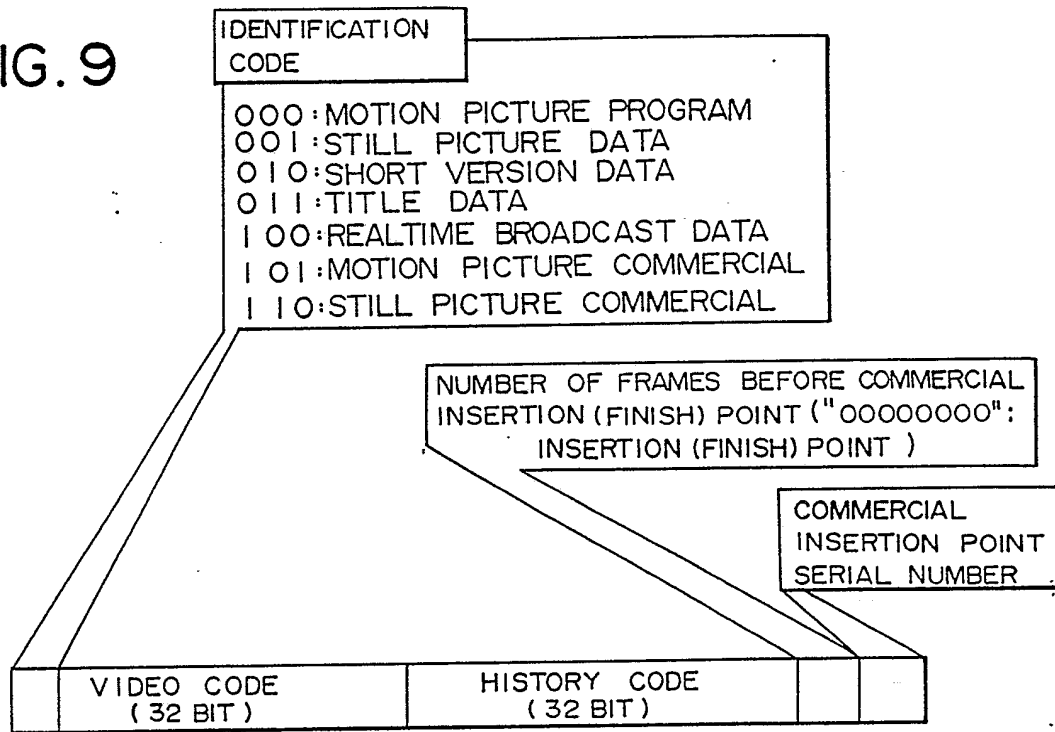 IG. 9
IDENTIFICATION
CODE
000:MOTION PICTURE PROGRAM
001:STILL PICTURE DATA
010:SHORT VERSION DATA
011:TITLE DATA
100:REALTIME BROADCAST DATA
101:MOTION PICTURE COMMERCIAL
110:STILL PICTURE COMMERCIAL
NUMBER OF FRAMES BEFORE COMMERCIAL
INSERTION (FINISH) POINT ("00000000":
INSERTION (FINISH) POINT )
COMMERCIAL
INSERTION POINT
SERIAL NUMBER
VIDEO CODE
( 32 BIT )
HISTORY CODE
( 32 BIT )